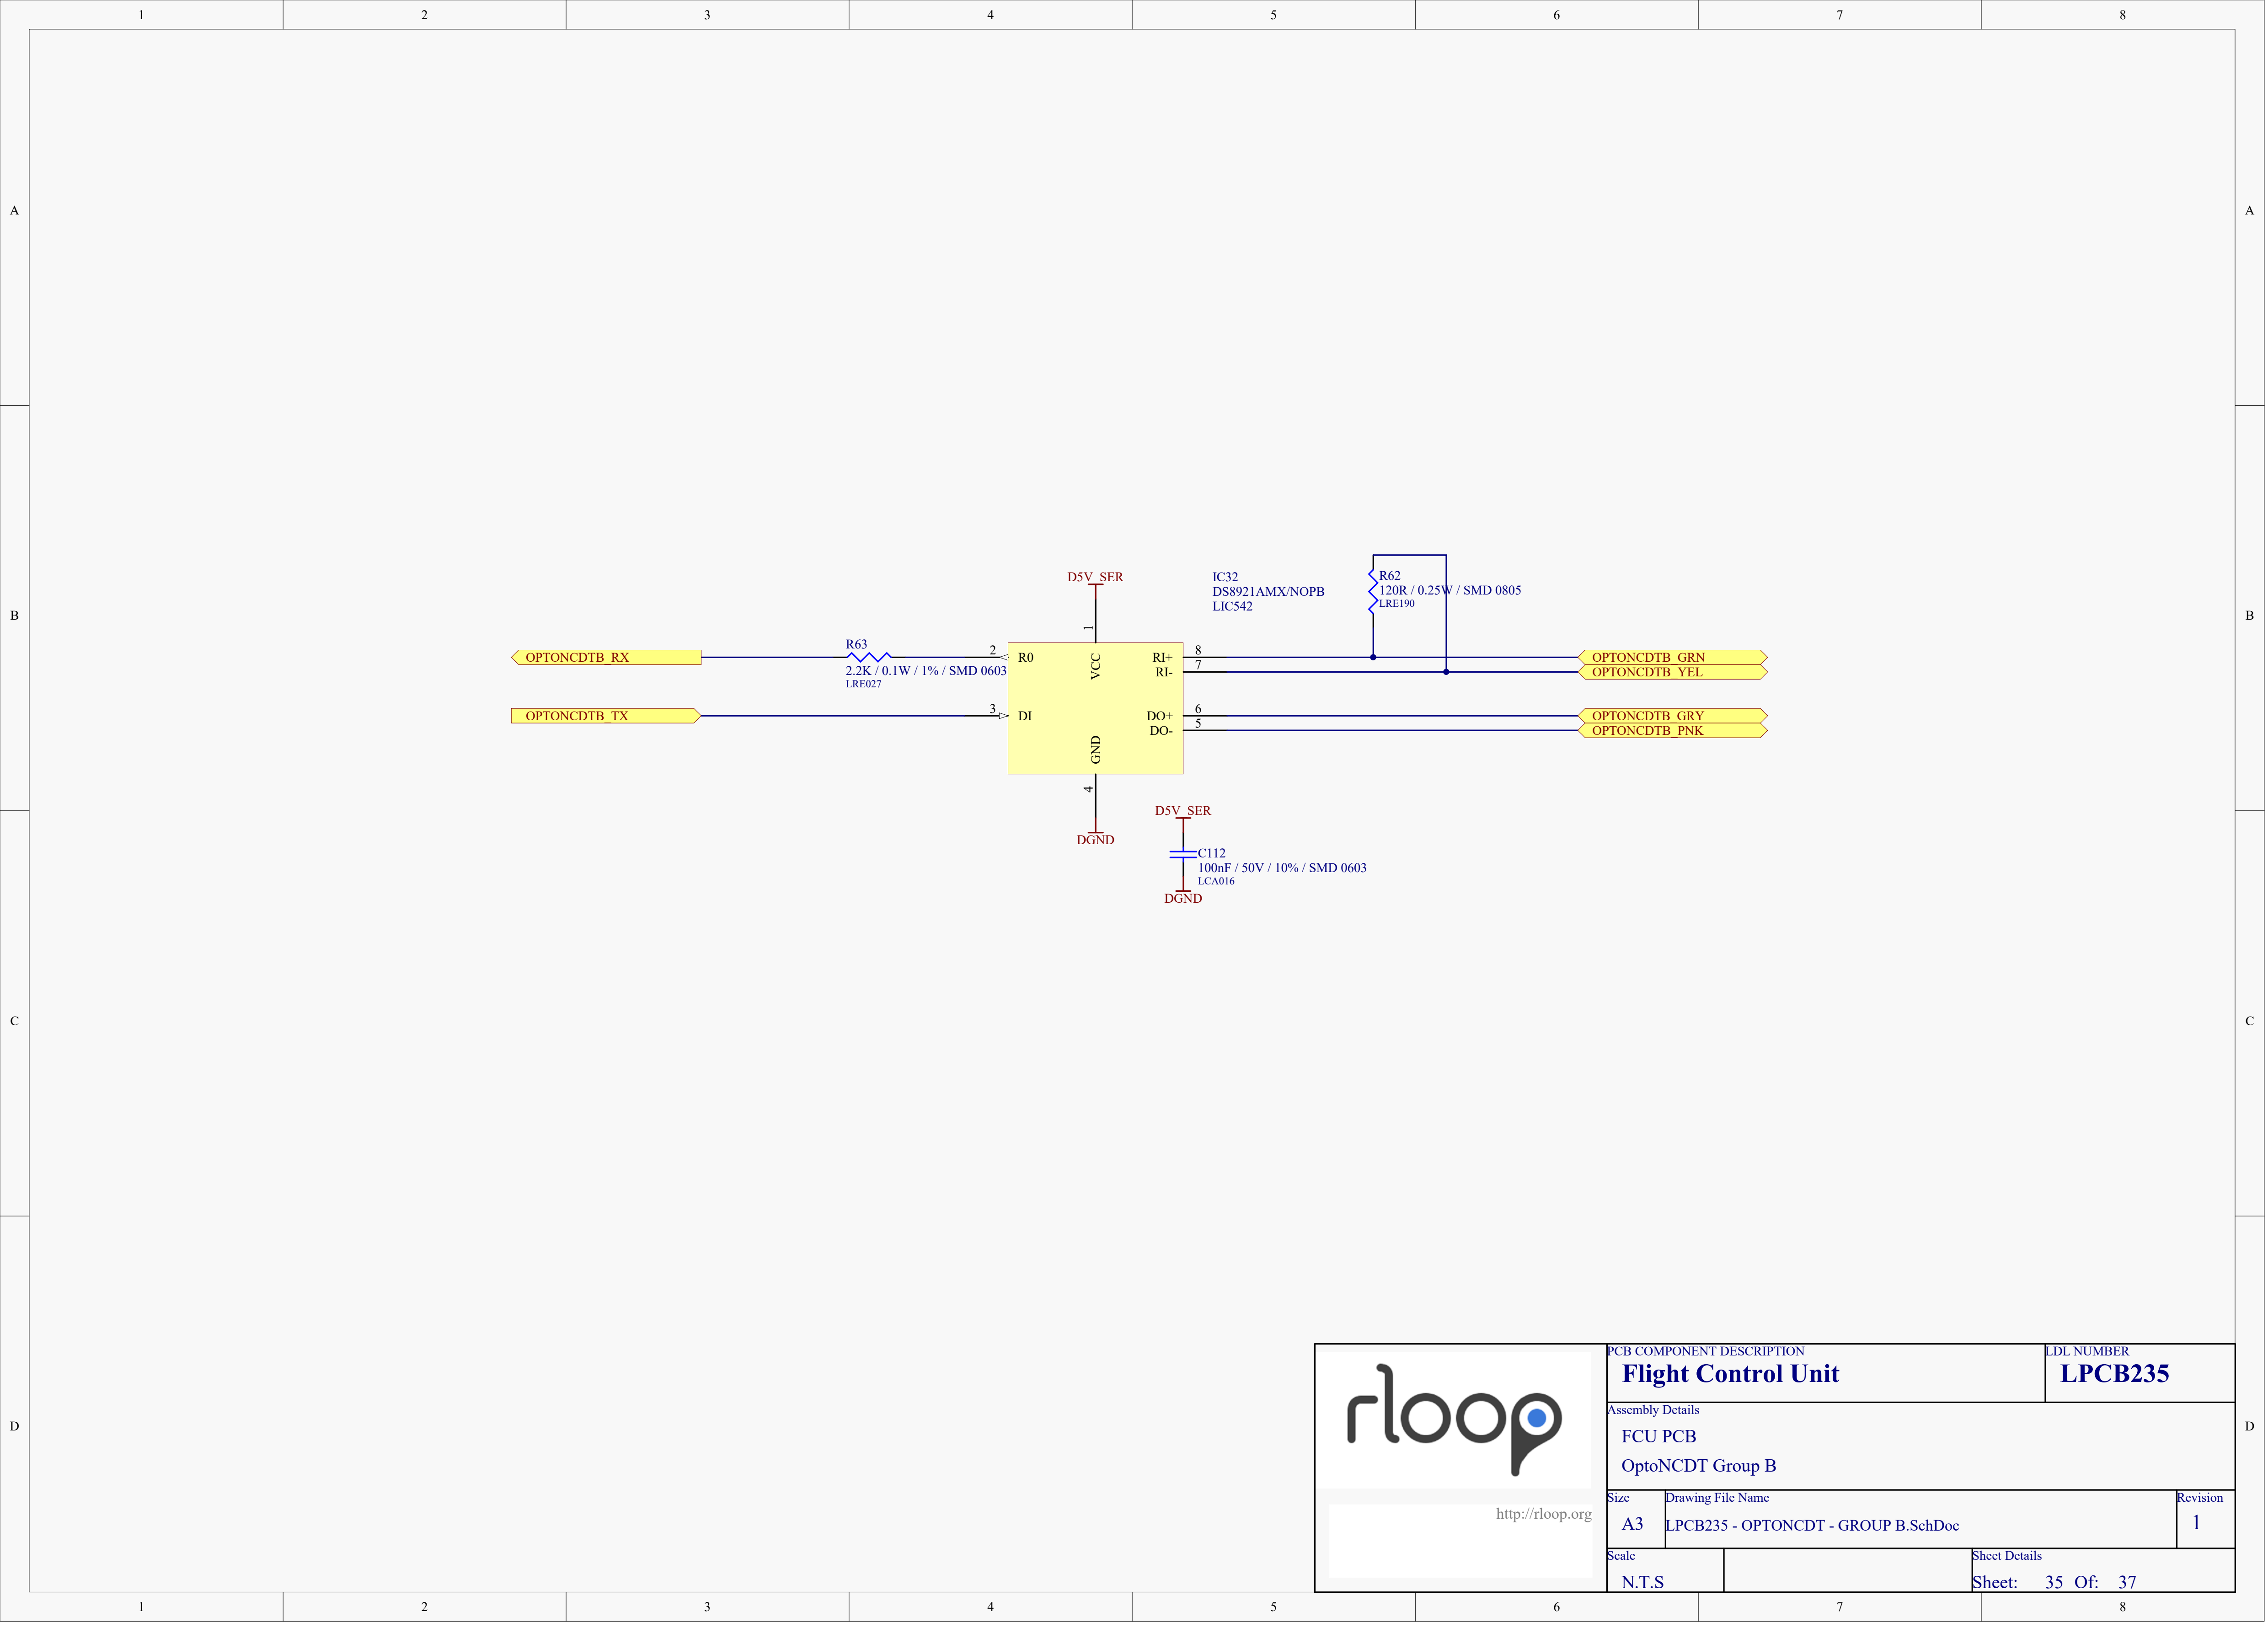 1 2 3 4 5 6 7 8
A A
B B
C C
D D
D5V_SER
1
IC32
DS8921AMX/NOPB
LIC542
R62
120R / 0.25W / SMD 0805
LRE190
R63
2.2K / 0.1W / 1% / SMD 0603
LRE027
OPTONCDTB_RX
2 R0 VCC RI+ 8
RI- 7
OPTONCDTB_GRN
OPTONCDTB_YEL
OPTONCDTB_TX
3 DI GND DO+ 6
DO- 5
OPTONCDTB_GRY
OPTONCDTB_PNK
4
DGND
D5V_SER
C112
100nF / 50V / 10% / SMD 0603
LCA016
DGND
rloop
http://rloop.org
PCB COMPONENT DESCRIPTION
Flight Control Unit
LDL NUMBER
LPCB235
Assembly Details
FCU PCB
OptoNCDT Group B
Size
A3
Drawing File Name
LPCB235 - OPTONCDT - GROUP B.SchDoc
Revision
1
Scale
N.T.S
Sheet Details
Sheet: 35 Of: 37
1 2 3 4 5 6 7 8